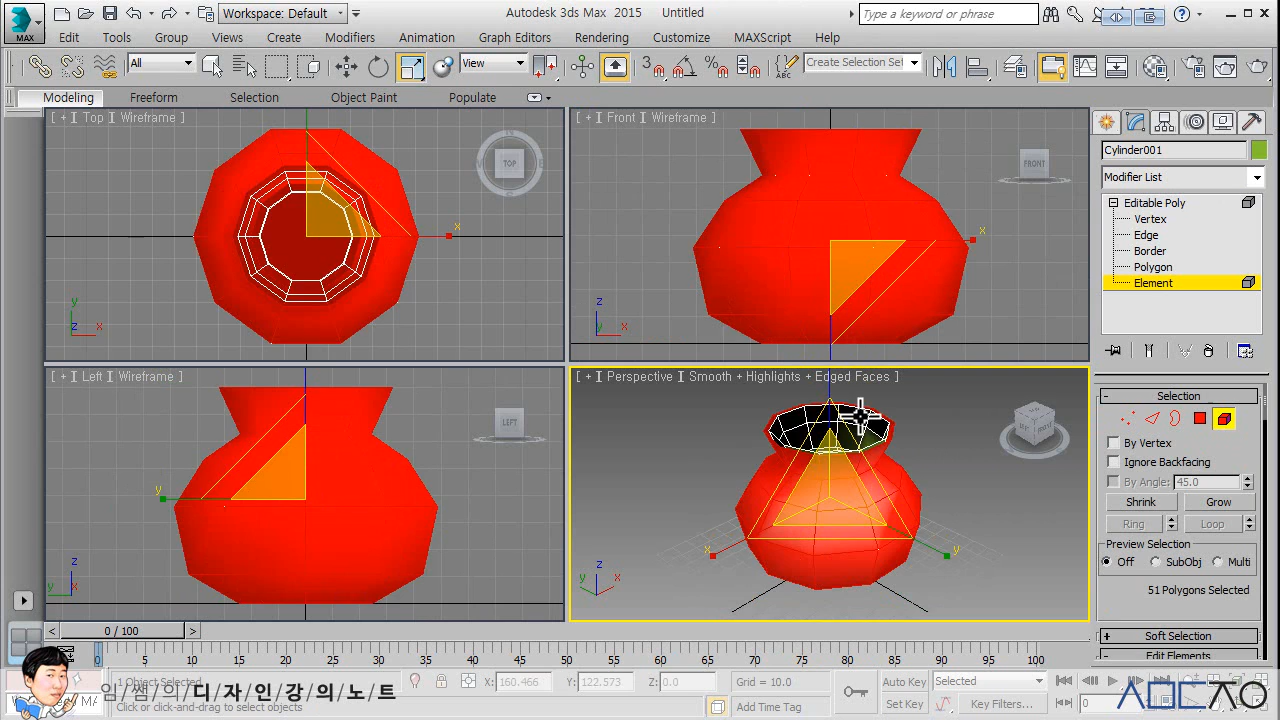 Workspace: Default
Autodesk 3ds Max 2015 Untitled
Type a keyword or phrase
MAX
Edit Tools Group Views Create Modifiers Animation Graph Editors Rendering Customize MAXScript Help
All
View
Create Selection Set
Modeling Freeform Selection Object Paint Populate
[ + ] Top ] Wireframe ]
[ + ] Front ] Wireframe ]
TOP
FRONT
Cylinder001
Modifier List
Editable Poly
Vertex
Edge
Border
Polygon
Element
x
y
z x
x
z
y x
[ + ] Left ] Wireframe ]
[ + ] Perspective ] Smooth + Highlights + Edged Faces ]
LEFT
y
z
y x
x
y
z
y x
- Selection
By Vertex
Ignore Backfacing
By Angle: 45.0
Shrink Grow
Ring Loop
Preview Selection
Off SubObj Multi
51 Polygons Selected
+ Soft Selection
Edit Elements
< 0 / 100 >
0 5 10 15 20 25 30 35 40 45 50 55 60 65 70 75 80 85 90 95 100
1 Object Selected
X: 160.466 Y: 122.573 Z: 0.0 Grid = 10.0
Auto Key Selected
임/쌤/의/디/자/인/강/의/노/트
Click or click-and-drag to select objects
Add Time Tag
Set Key Key Filters... 0